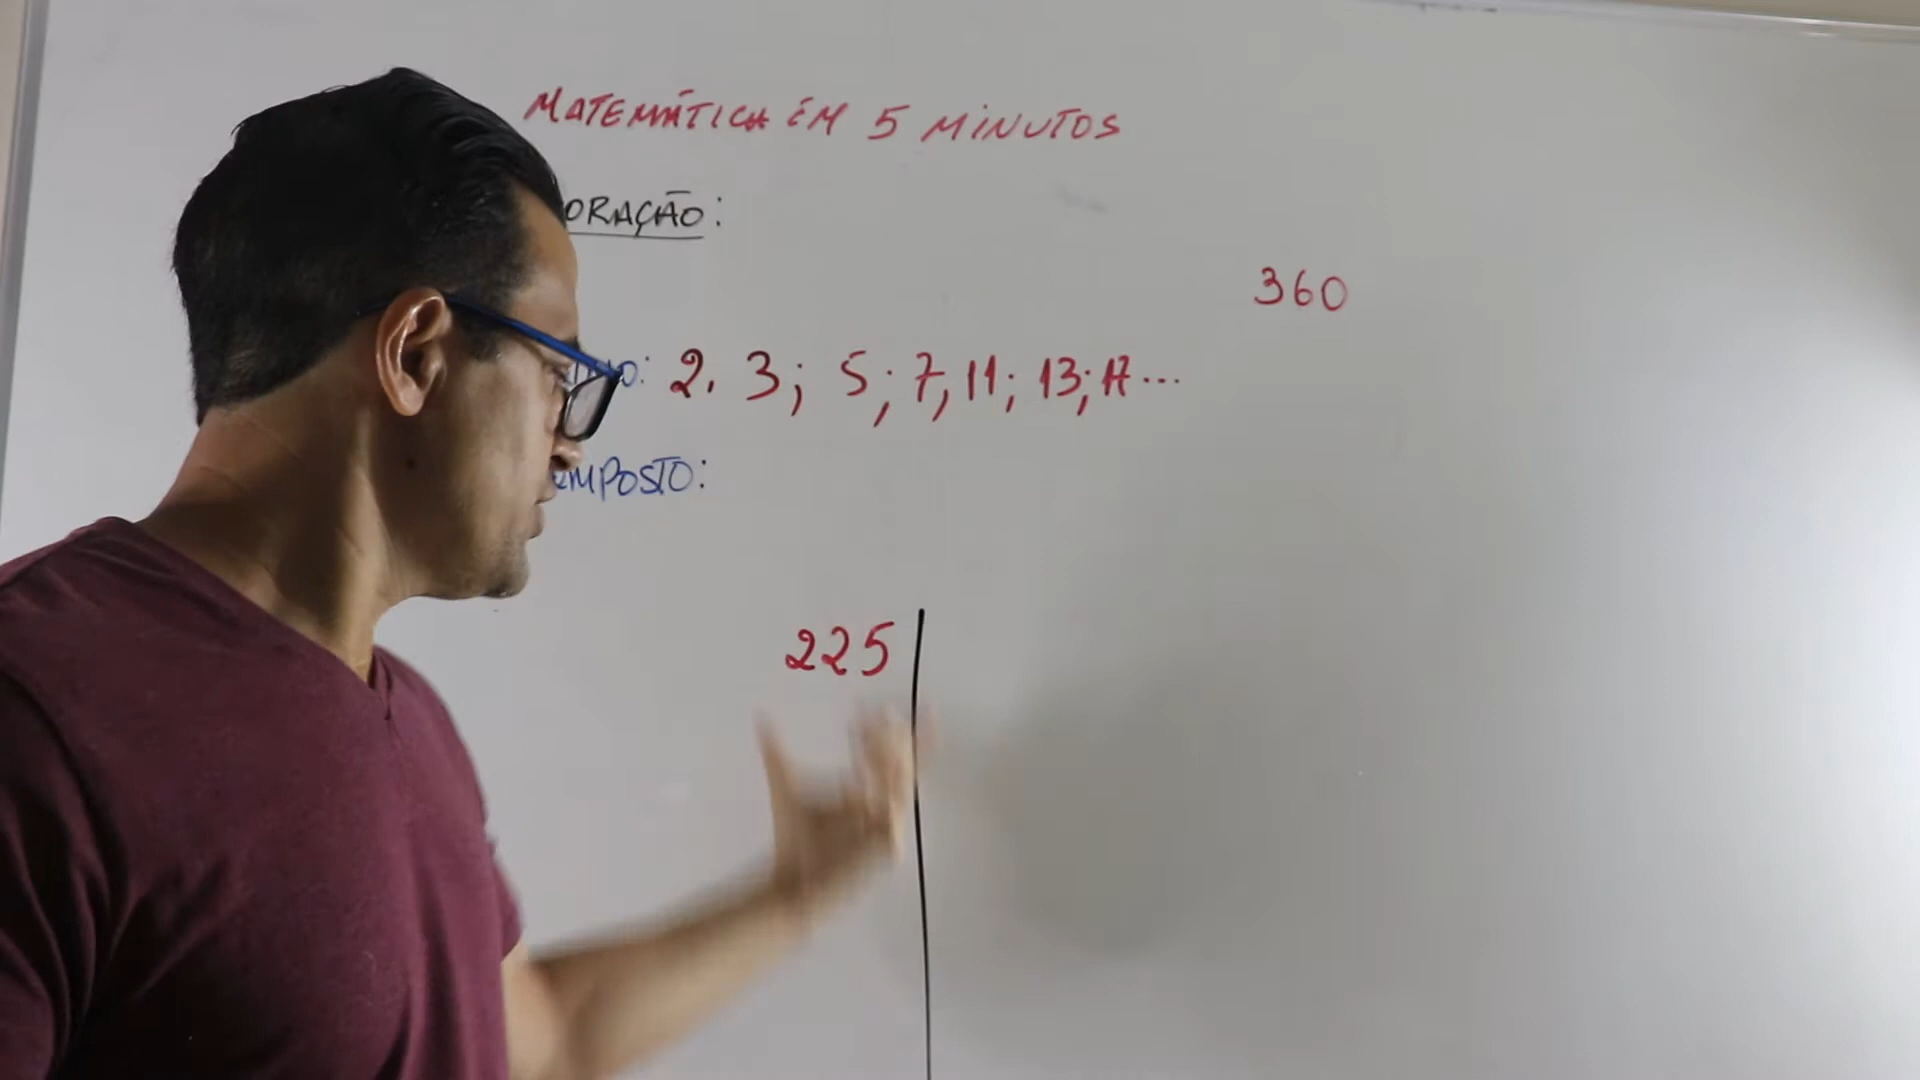 MATEMÁTICA EM 5 MINUTOS
ORAÇÃO:
360
2. 3; 5; 7, 11; 13; 17...
MPOSTO:
225